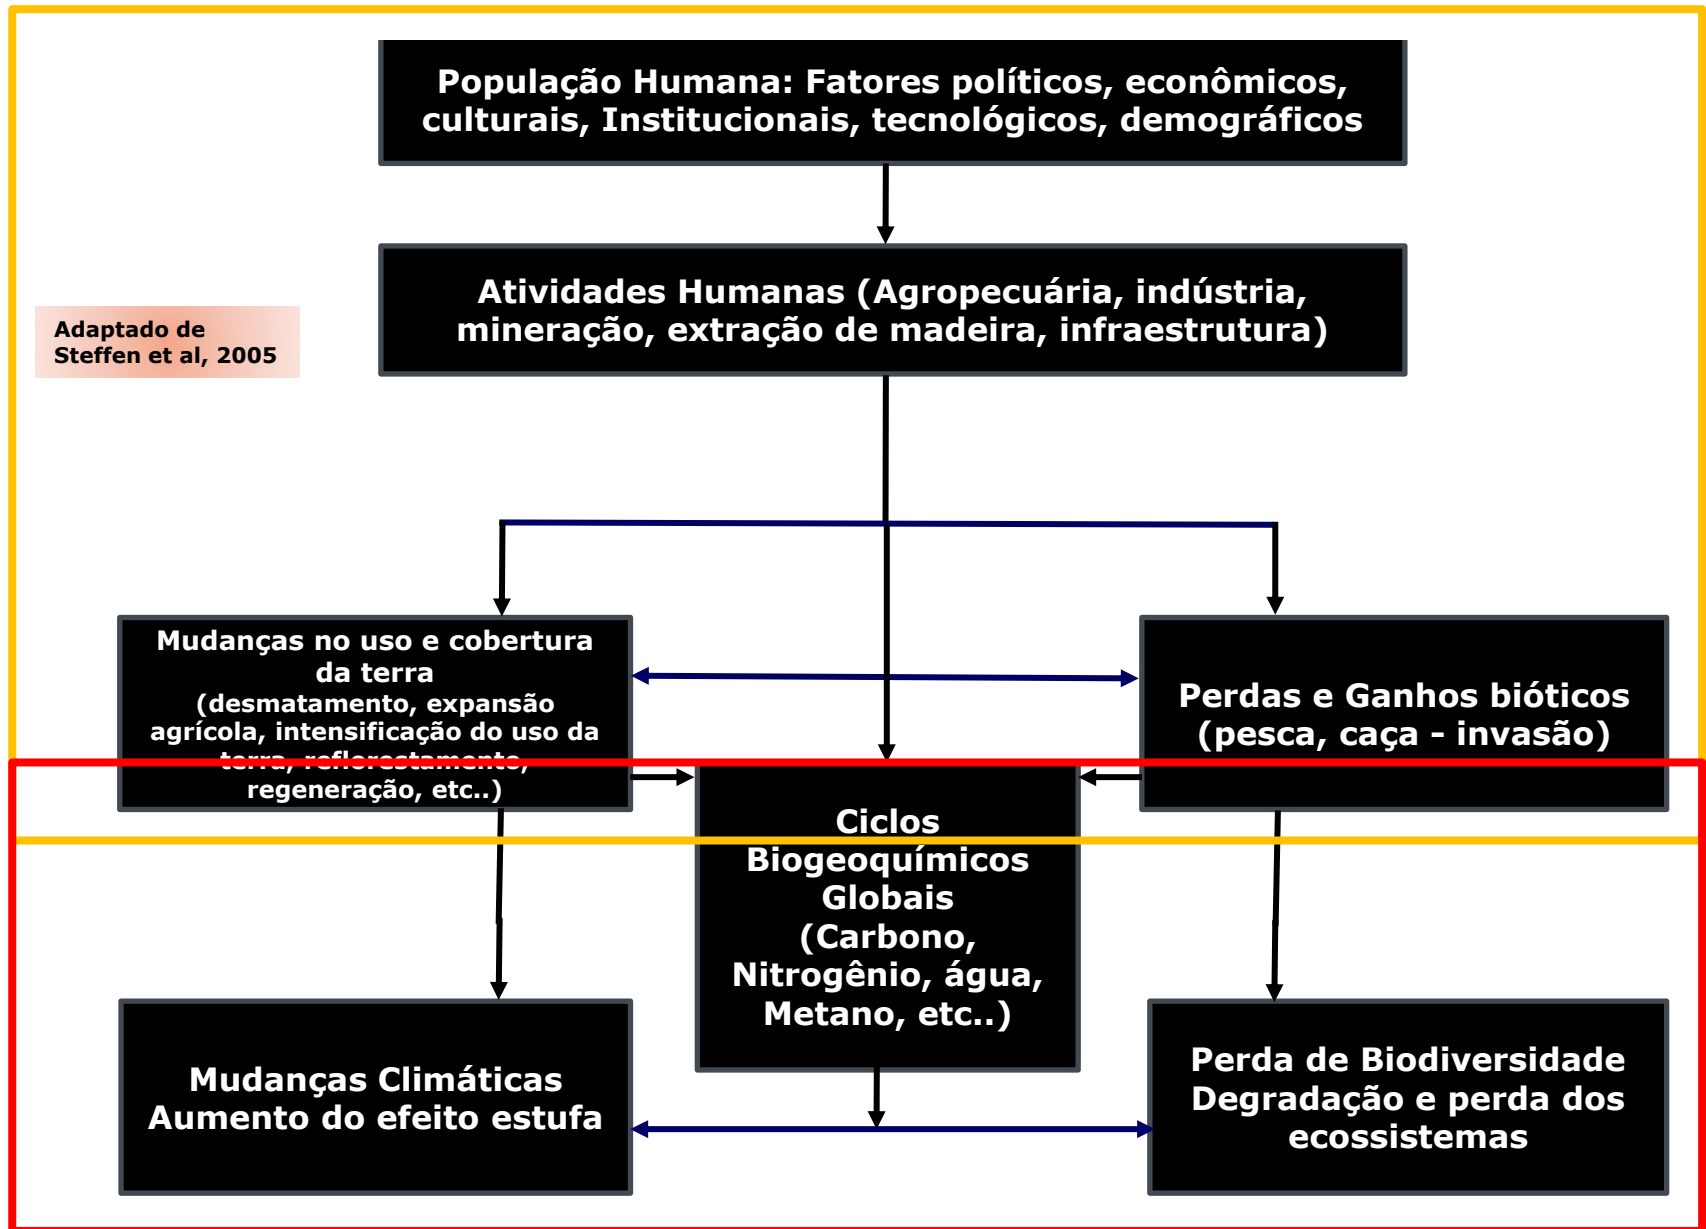 População Humana: Fatores políticos, econômicos,
culturais, Institucionais, tecnológicos, demográficos
Atividades Humanas (Agropecuária, indústria,
mineração, extração de madeira, infraestrutura)
Adaptado de
Steffen et al, 2005
Mudanças no uso e cobertura
da terra
(desmatamento, expansão
agrícola, intensificação do uso da
terra, reflorestamento,
regeneração, etc..)
Perdas e Ganhos bióticos
(pesca, caça - invasão)
Ciclos
Biogeoquímicos
Globais
(Carbono,
Nitrogênio, água,
Metano, etc..)
Mudanças Climáticas
Aumento do efeito estufa
Perda de Biodiversidade
Degradação e perda dos
ecossistemas